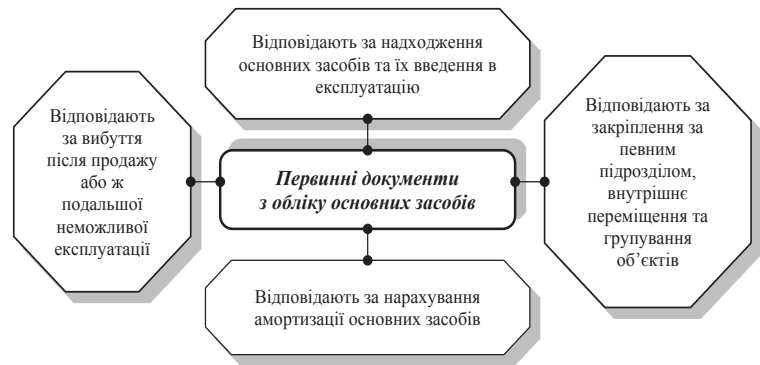 Відповідають за надходження
основних засобів та їх введення в
експлуатацію
Відповідають
за вибуття
після продажу
або ж
подальшої
неможливої
експлуатації
Первинні документи
з обліку основних засобів
Відповідають за
закріплення за
певним
підрозділом,
внутрішнє
переміщення та
групування
об’єктів
Відповідають за нарахування
амортизації основних засобів